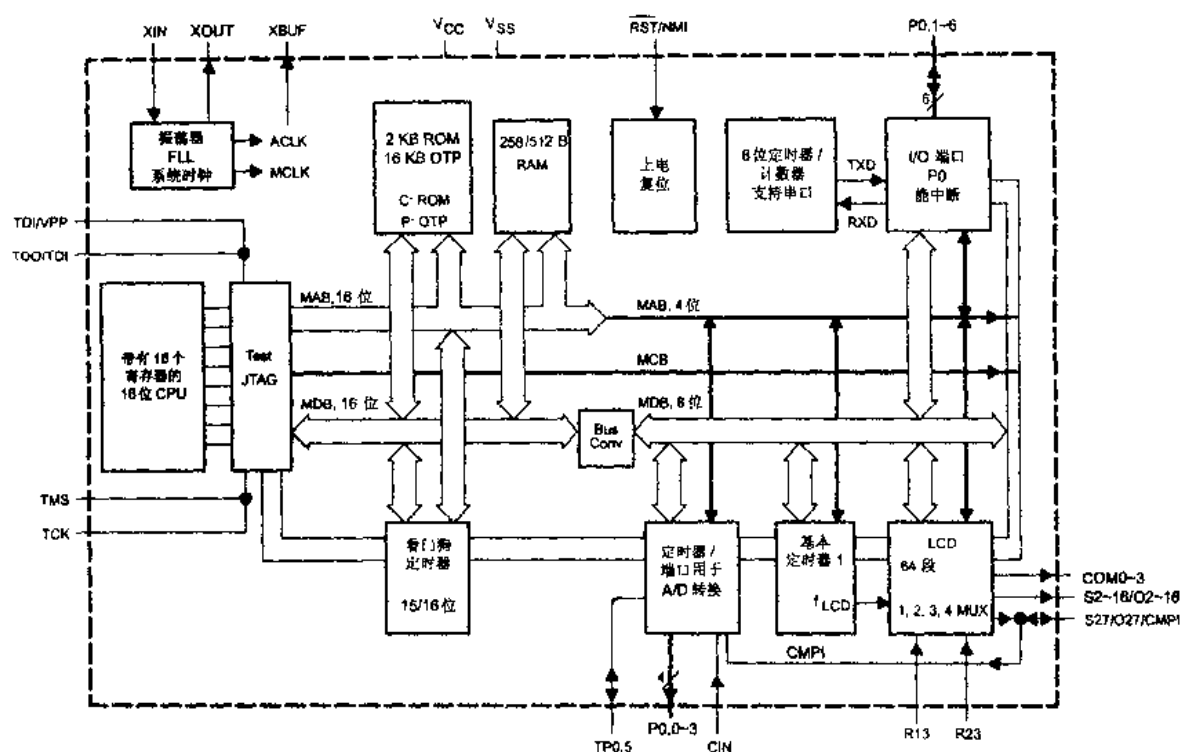 XIN
XOUT
XBUF
VCC
VSS
RST/NMI
P0,1~6
振荡器
FLL
系统时钟
ACLK
MCLK
2 KB ROM
16 KB OTP
C: ROM
P: OTP
258/512 B
RAM
上电
复位
8位定时器/
计数器
支持串口
TXD
RXD
6
I/O 端口
P0
能中断
TDI/VPP
TDO/TDI
MAB, 16 位
MAB, 4 位
带有 16 个
寄存器的
16位 CPU
Test
JTAG
MCB
MDB, 16 位
Bus
Conv
MDB, 8 位
TMS
TCK
看门狗
定时器
15/16 位
定时器 /
端口用于
A/D 转换
基本
定时器 1
fLCD
LCD
64 段
1, 2, 3, 4 MUX
COM0~3
S2~16/O2~16
S27/O27/CMPI
CMPI
TP0,5
P0,0~3
CIN
R13
R23